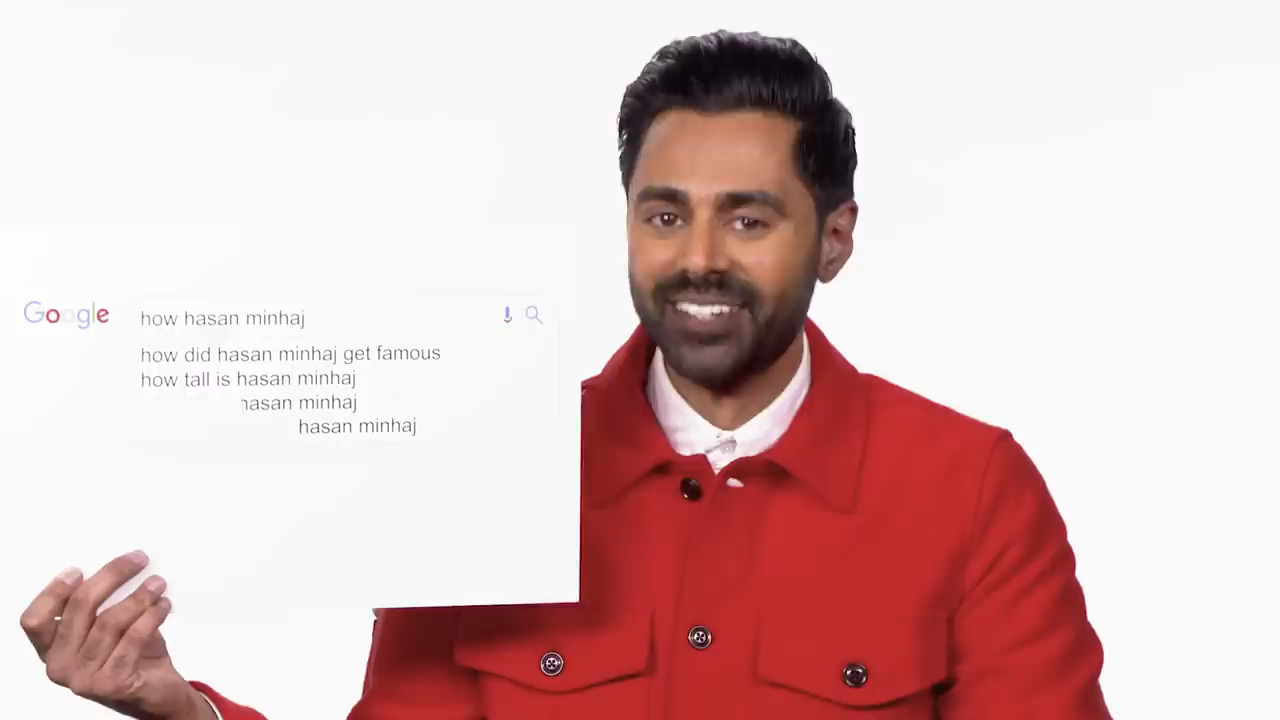 Google how hasan minhaj
how did hasan minhaj get famous
how tall is hasan minhaj
hasan minhaj
hasan minhaj